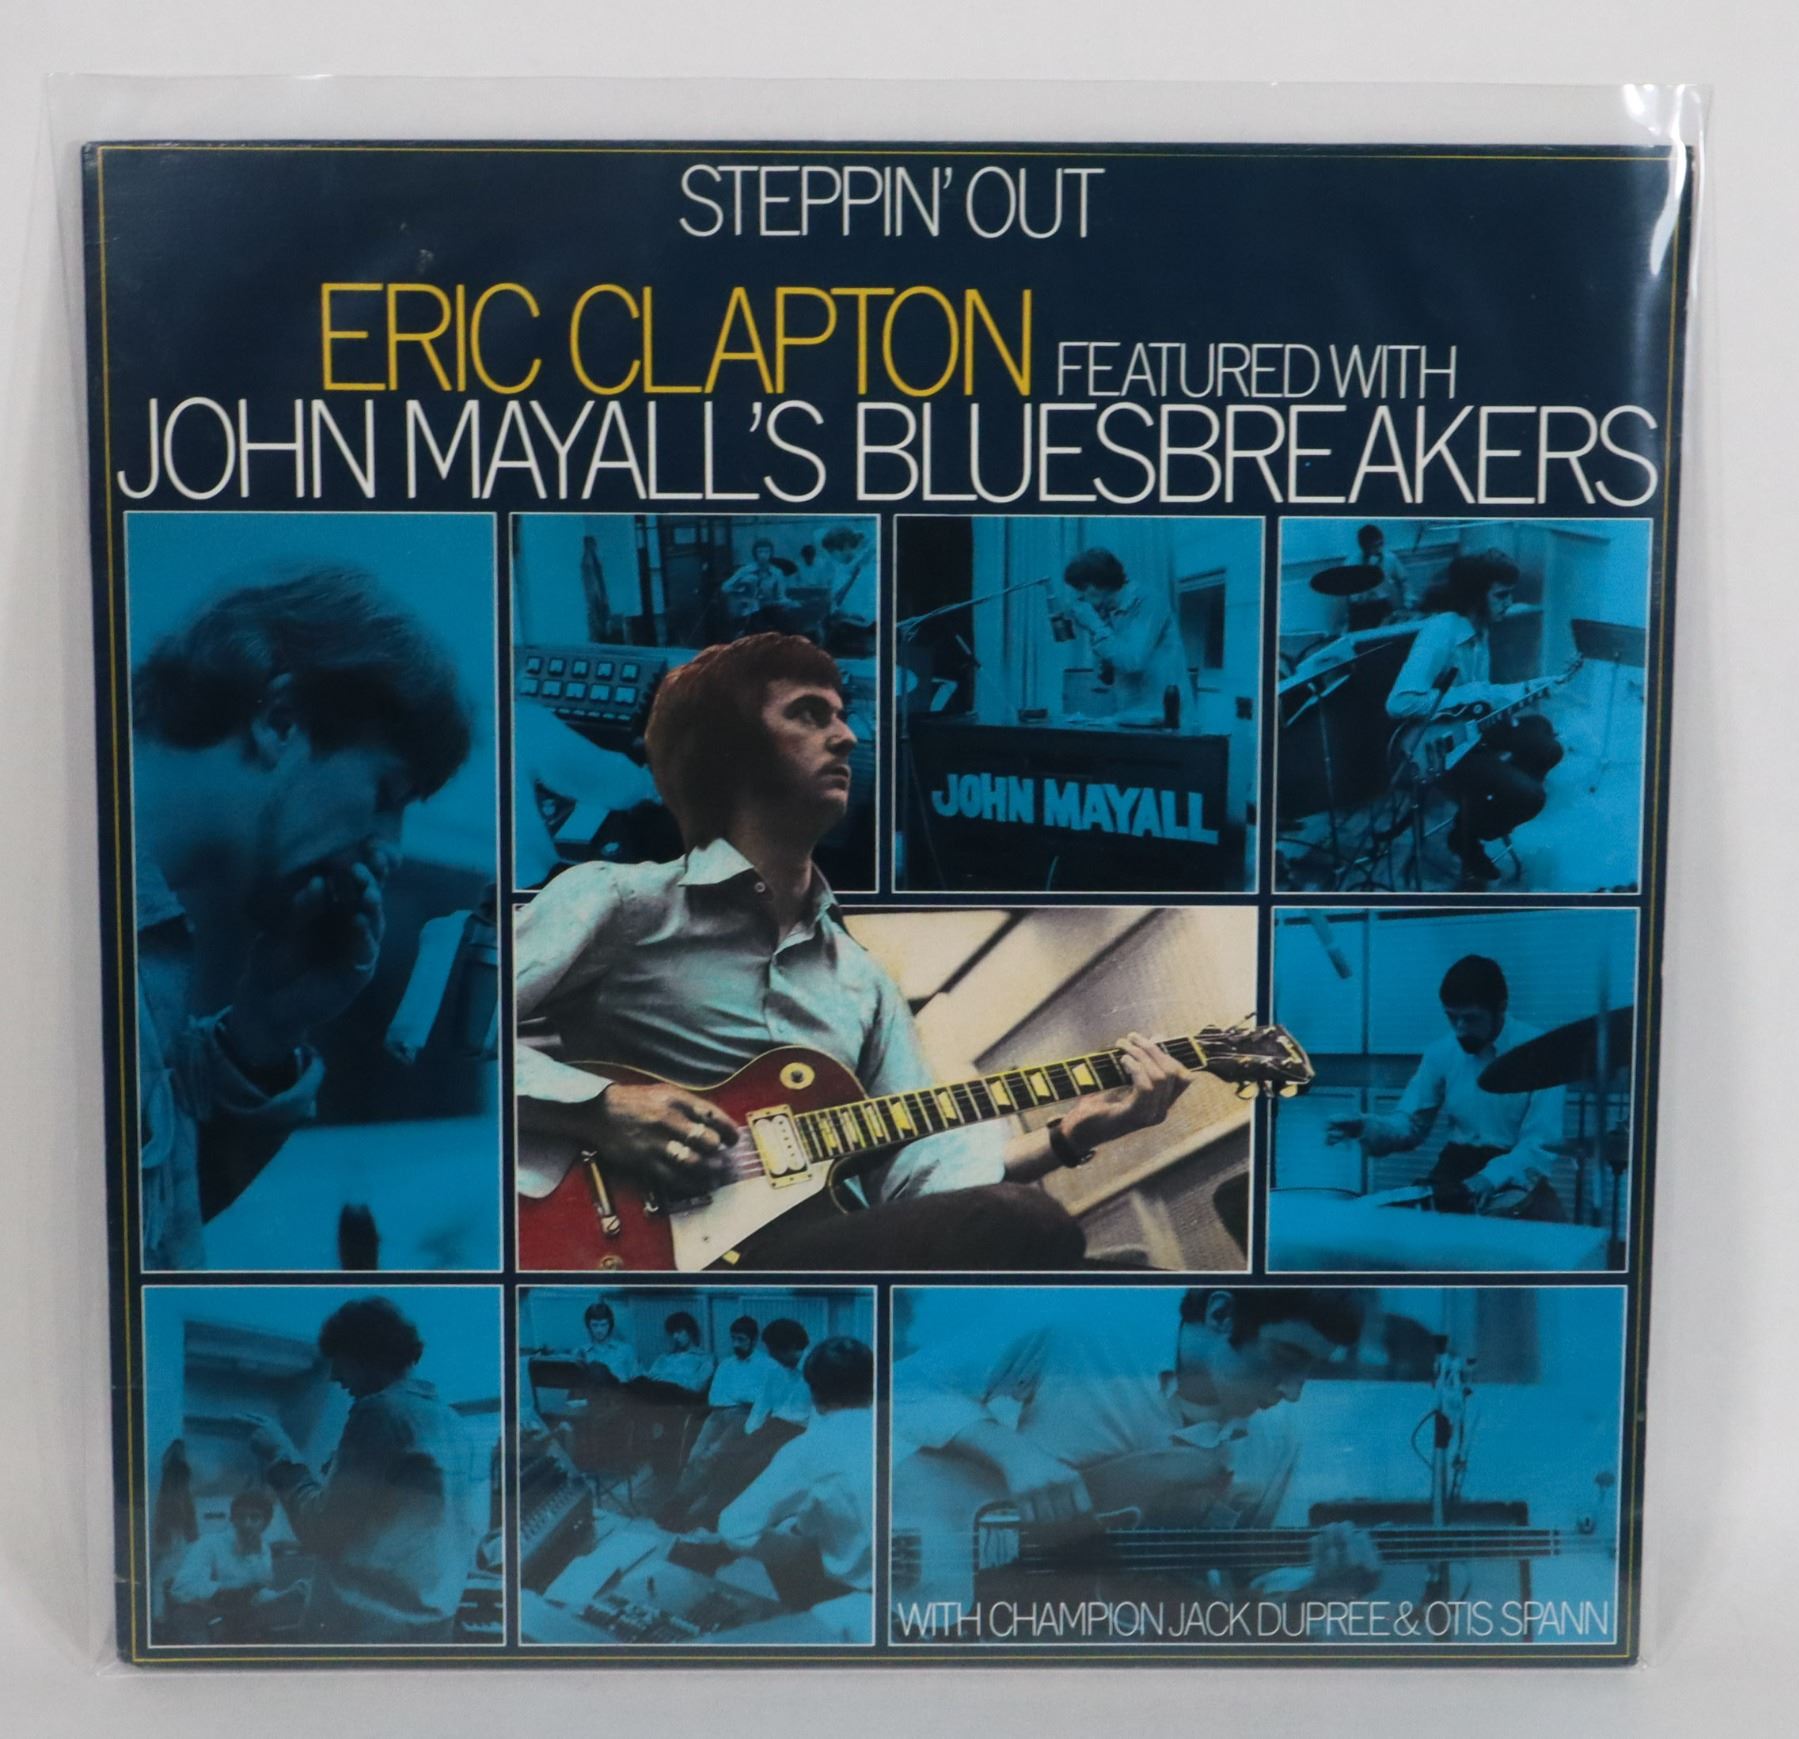 STEPPIN' OUT
ERIC CLAPTON FEATURED WITH
JOHN MAYALL'S BLUESBREAKERS
JOHN MAYALL
WITH CHAMPION JACK DUPREE & OTIS SPANN